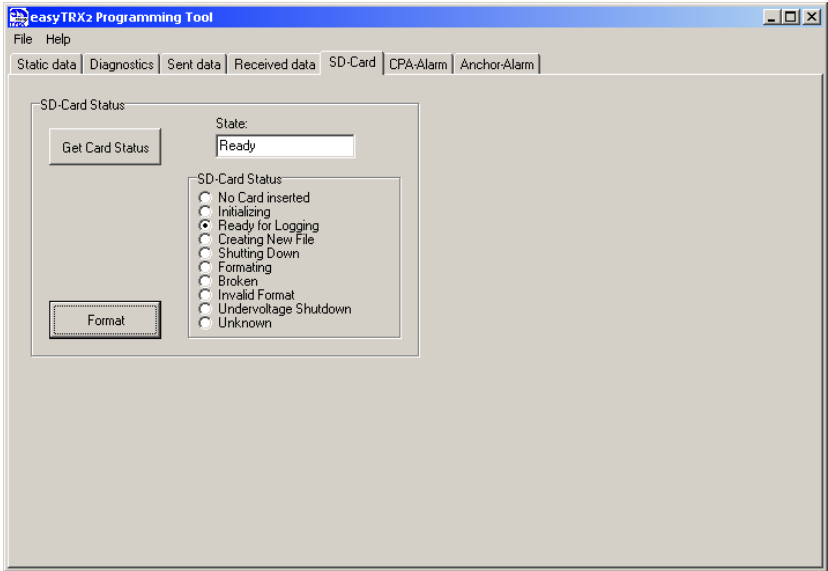 easyTRX2 Programming Tool
File Help
Static data Diagnostics Sent data Received data SD-Card CPA-Alarm Anchor-Alarm
SD-Card Status
State:
Get Card Status
Ready
SD-Card Status
No Card inserted
Initializing
Ready for Logging
Creating New File
Shutting Down
Formating
Broken
Invalid Format
Undervoltage Shutdown
Unknown
Format